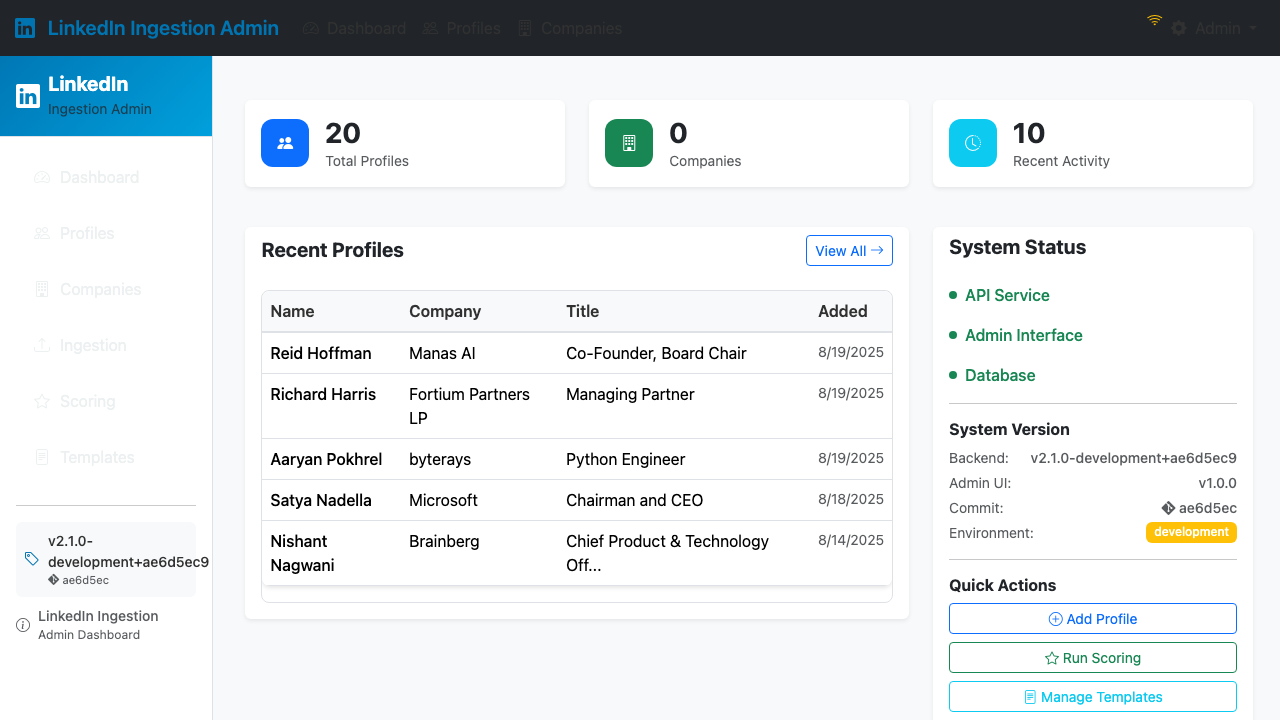 LinkedIn Ingestion Admin Dashboard Profiles Companies Admin
LinkedIn
Ingestion Admin
Dashboard
Profiles
Companies
Ingestion
Scoring
Templates
v2.1.0-
development+ae6d5ec9
ae6d5ec
LinkedIn Ingestion
Admin Dashboard
20
Total Profiles
0
Companies
10
Recent Activity
Recent Profiles
View All →
Name Company Title Added
Reid Hoffman Manas AI Co-Founder, Board Chair 8/19/2025
Richard Harris Fortium Partners LP Managing Partner 8/19/2025
Aaryan Pokhrel byterays Python Engineer 8/19/2025
Satya Nadella Microsoft Chairman and CEO 8/18/2025
Nishant Nagwani Brainberg Chief Product & Technology Off... 8/14/2025
System Status
API Service
Admin Interface
Database
System Version
Backend: v2.1.0-development+ae6d5ec9
Admin UI: v1.0.0
Commit: ae6d5ec
Environment: development
Quick Actions
Add Profile
Run Scoring
Manage Templates